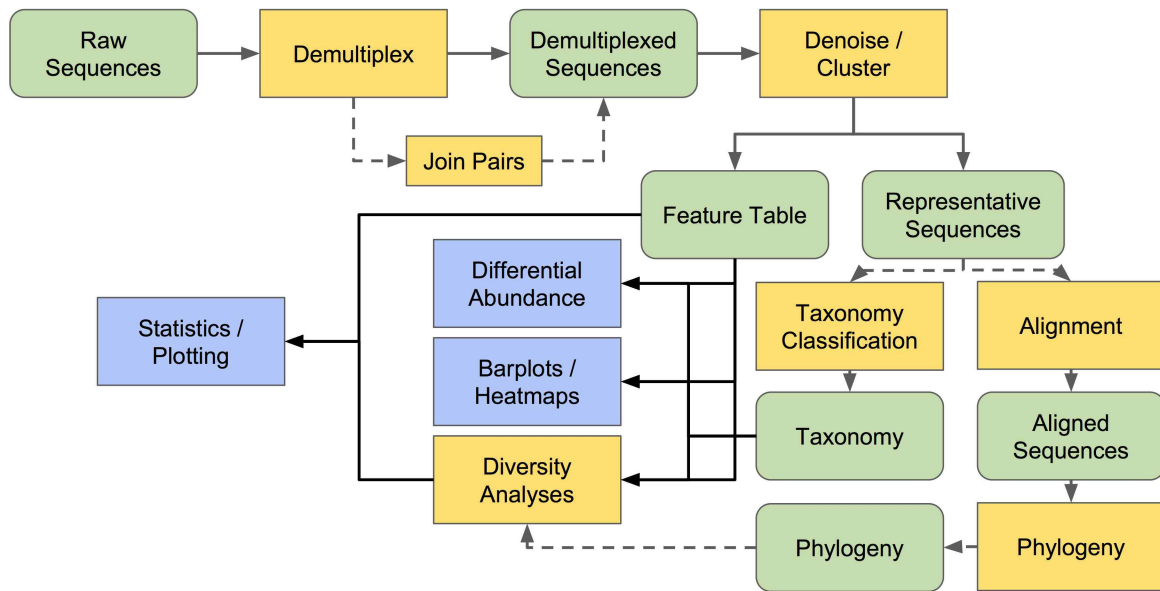 Raw
Sequences
Demultiplex
Demultiplexed
Sequences
Denoise /
Cluster
Join Pairs
Feature Table
Representative
Sequences
Differential
Abundance
Taxonomy
Classification
Alignment
Statistics /
Plotting
Barplots /
Heatmaps
Taxonomy
Aligned
Sequences
Diversity
Analyses
Phylogeny
Phylogeny